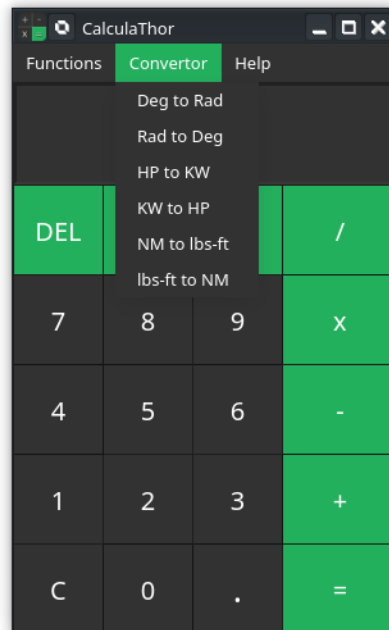 CalculaThor
Functions Convertor Help
Deg to Rad
Rad to Deg
HP to KW
KW to HP
NM to lbs-ft
lbs-ft to NM
DEL /
7 8 9 x
4 5 6 -
1 2 3 +
C 0 . =